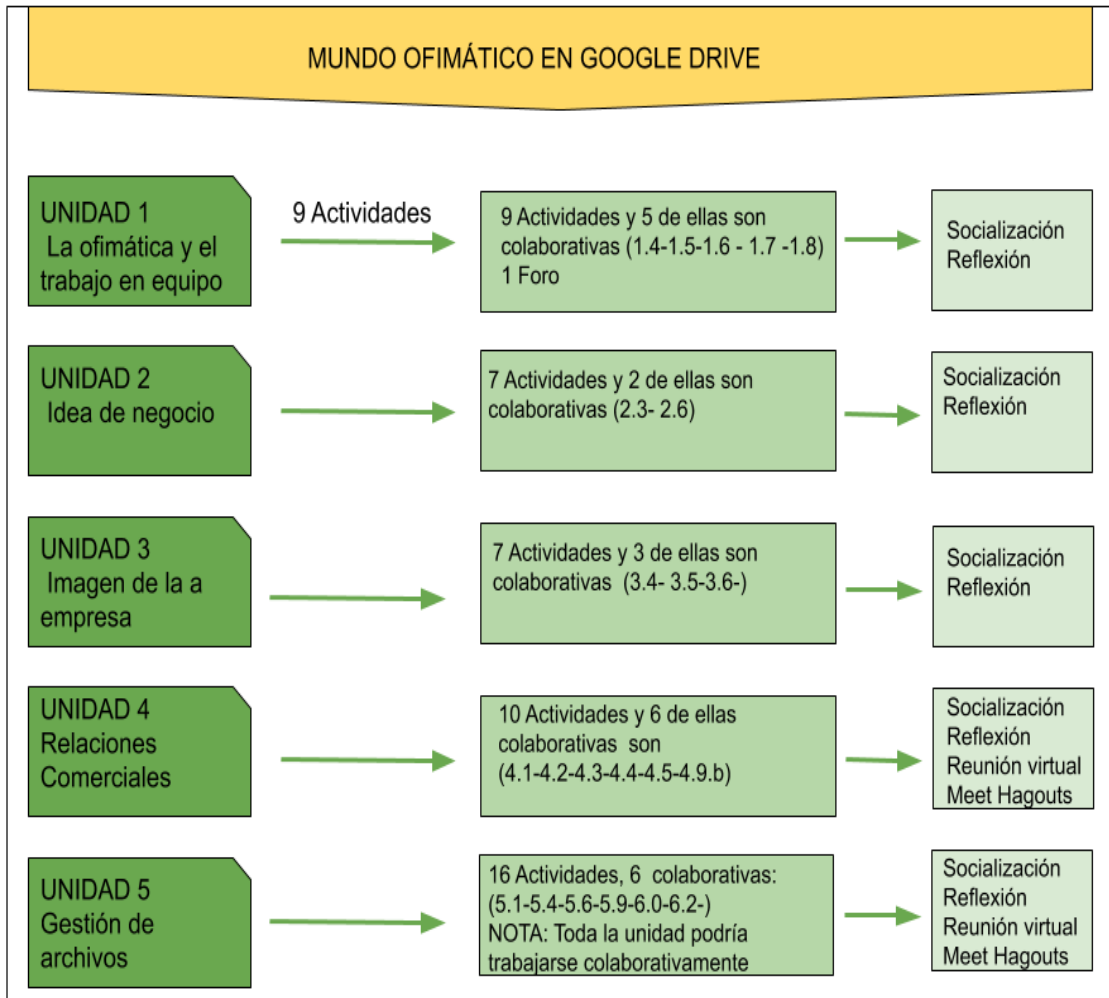 MUNDO OFIMÁTICO EN GOOGLE DRIVE
UNIDAD 1
La ofimática y el
trabajo en equipo
9 Actividades
9 Actividades y 5 de ellas son
colaborativas (1.4-1.5-1.6 - 1.7 -1.8)
1 Foro
Socialización
Reflexión
UNIDAD 2
Idea de negocio
7 Actividades y 2 de ellas son
colaborativas (2.3- 2.6)
Socialización
Reflexión
UNIDAD 3
Imagen de la a
empresa
7 Actividades y 3 de ellas son
colaborativas (3.4- 3.5-3.6-)
Socialización
Reflexión
UNIDAD 4
Relaciones
Comerciales
10 Actividades y 6 de ellas
colaborativas son
(4.1-4.2-4.3-4.4-4.5-4.9.b)
Socialización
Reflexión
Reunión virtual
Meet Hagouts
UNIDAD 5
Gestión de
archivos
16 Actividades, 6 colaborativas:
(5.1-5.4-5.6-5.9-6.0-6.2-)
NOTA: Toda la unidad podría
trabajarse colaborativamente
Socialización
Reflexión
Reunión virtual
Meet Hagouts